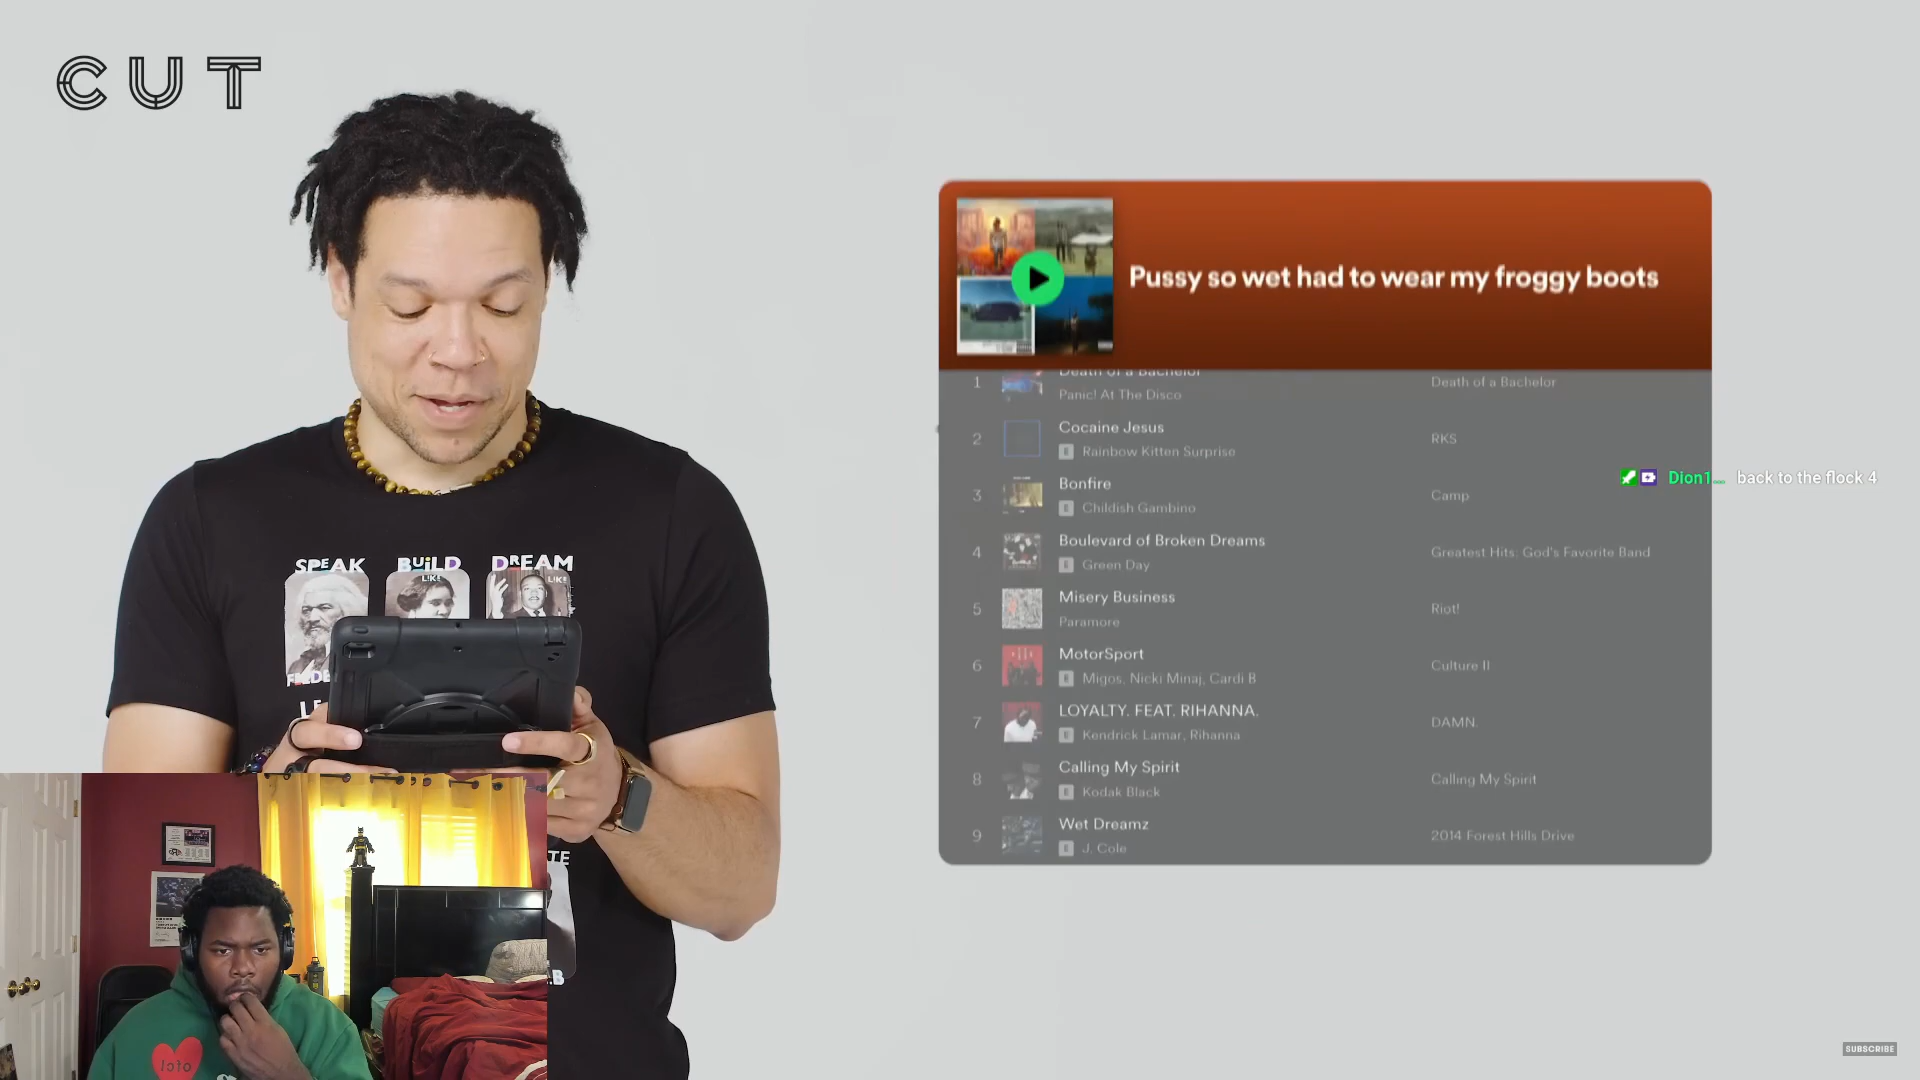 CUT
Pussy so wet had to wear my froggy boots
1 Death of a Bachelor Death of a Bachelor
Panic! At The Disco
2 Cocaine Jesus RKS
E Rainbow Kitten Surprise
3 Bonfire Camp
E Childish Gambino
4 Boulevard of Broken Dreams Greatest Hits: God's Favorite Band
E Green Day
5 Misery Business Riot!
Paramore
6 MotorSport Culture II
E Migos, Nicki Minaj, Cardi B
7 LOYALTY. FEAT. RIHANNA. DAMN.
E Kendrick Lamar, Rihanna
8 Calling My Spirit Calling My Spirit
E Kodak Black
9 Wet Dreamz 2014 Forest Hills Drive
E J. Cole
Dion1... back to the flock 4
SPEAK BUiLD DREAM
LiKE LiKE
SUBSCRIBE